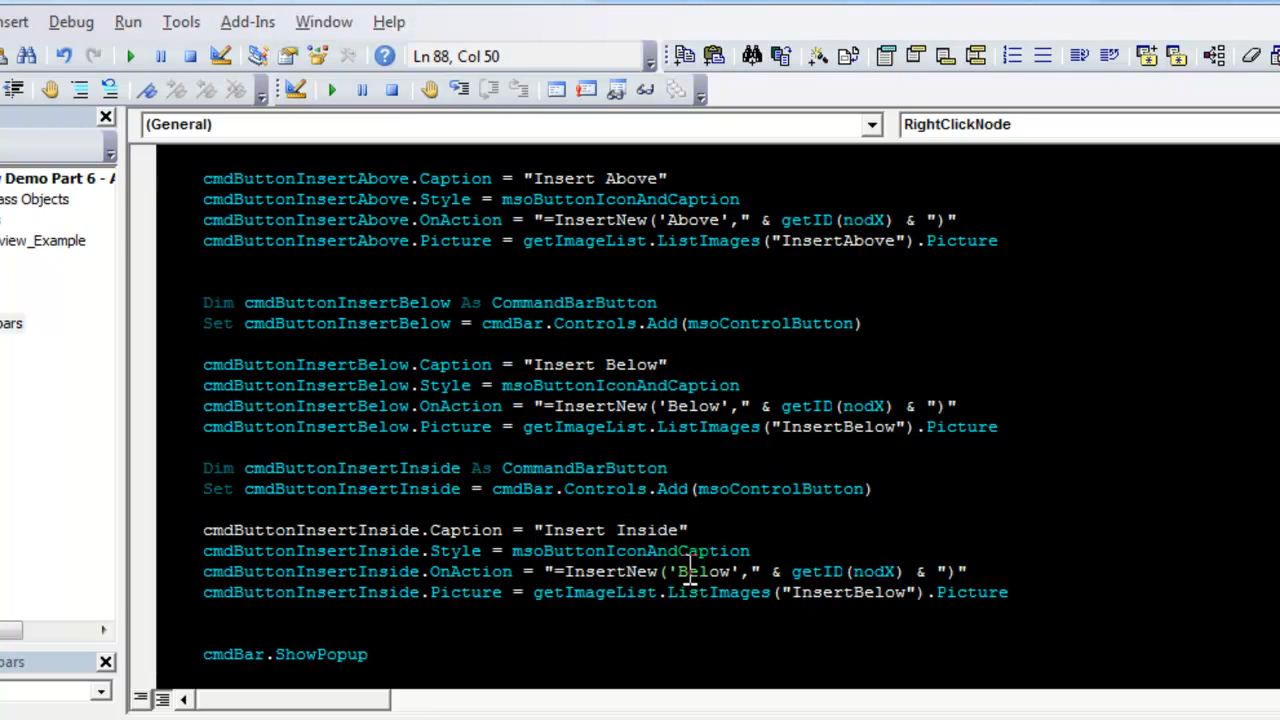 nsert Debug Run Tools Add-Ins Window Help
Ln 88, Col 50
(General) RightClickNode
w Demo Part 6 - A
ass Objects
view_Example
ars
ars
cmdButtonInsertAbove.Caption = "Insert Above"
cmdButtonInsertAbove.Style = msoButtonIconAndCaption
cmdButtonInsertAbove.OnAction = "=InsertNew('Above'," & getID(nodX) & ")"
cmdButtonInsertAbove.Picture = getImageList.ListImages("InsertAbove").Picture
Dim cmdButtonInsertBelow As CommandBarButton
Set cmdButtonInsertBelow = cmdBar.Controls.Add(msoControlButton)
cmdButtonInsertBelow.Caption = "Insert Below"
cmdButtonInsertBelow.Style = msoButtonIconAndCaption
cmdButtonInsertBelow.OnAction = "=InsertNew('Below'," & getID(nodX) & ")"
cmdButtonInsertBelow.Picture = getImageList.ListImages("InsertBelow").Picture
Dim cmdButtonInsertInside As CommandBarButton
Set cmdButtonInsertInside = cmdBar.Controls.Add(msoControlButton)
cmdButtonInsertInside.Caption = "Insert Inside"
cmdButtonInsertInside.Style = msoButtonIconAndCaption
cmdButtonInsertInside.OnAction = "=InsertNew('Below'," & getID(nodX) & ")"
cmdButtonInsertInside.Picture = getImageList.ListImages("InsertBelow").Picture
cmdBar.ShowPopup